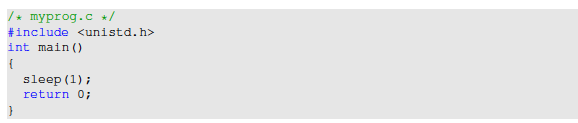 /* myprog.c */
#include <unistd.h>
int main()
{
  sleep(1);
  return 0;
}